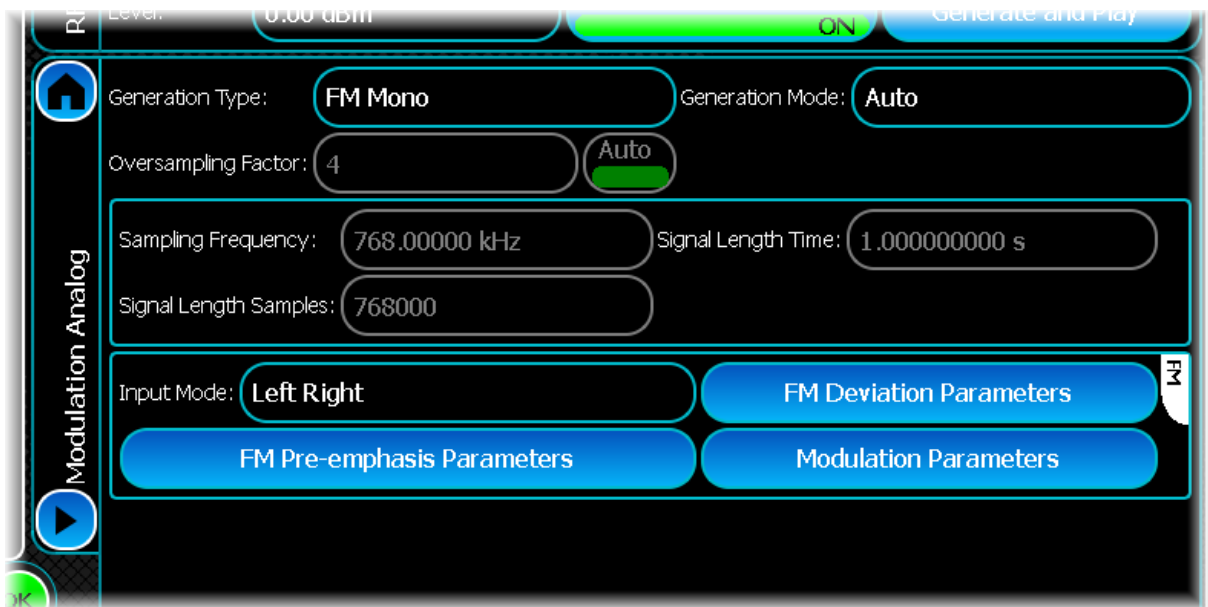 RF
Level: 0.00 dBm
ON
Generate and Play
Modulation Analog
Generation Type: FM Mono
Generation Mode: Auto
Oversampling Factor: 4
Auto
Sampling Frequency: 768.00000 kHz
Signal Length Time: 1.000000000 s
Signal Length Samples: 768000
Input Mode: Left Right
FM Deviation Parameters
FM
FM Pre-emphasis Parameters
Modulation Parameters
OK